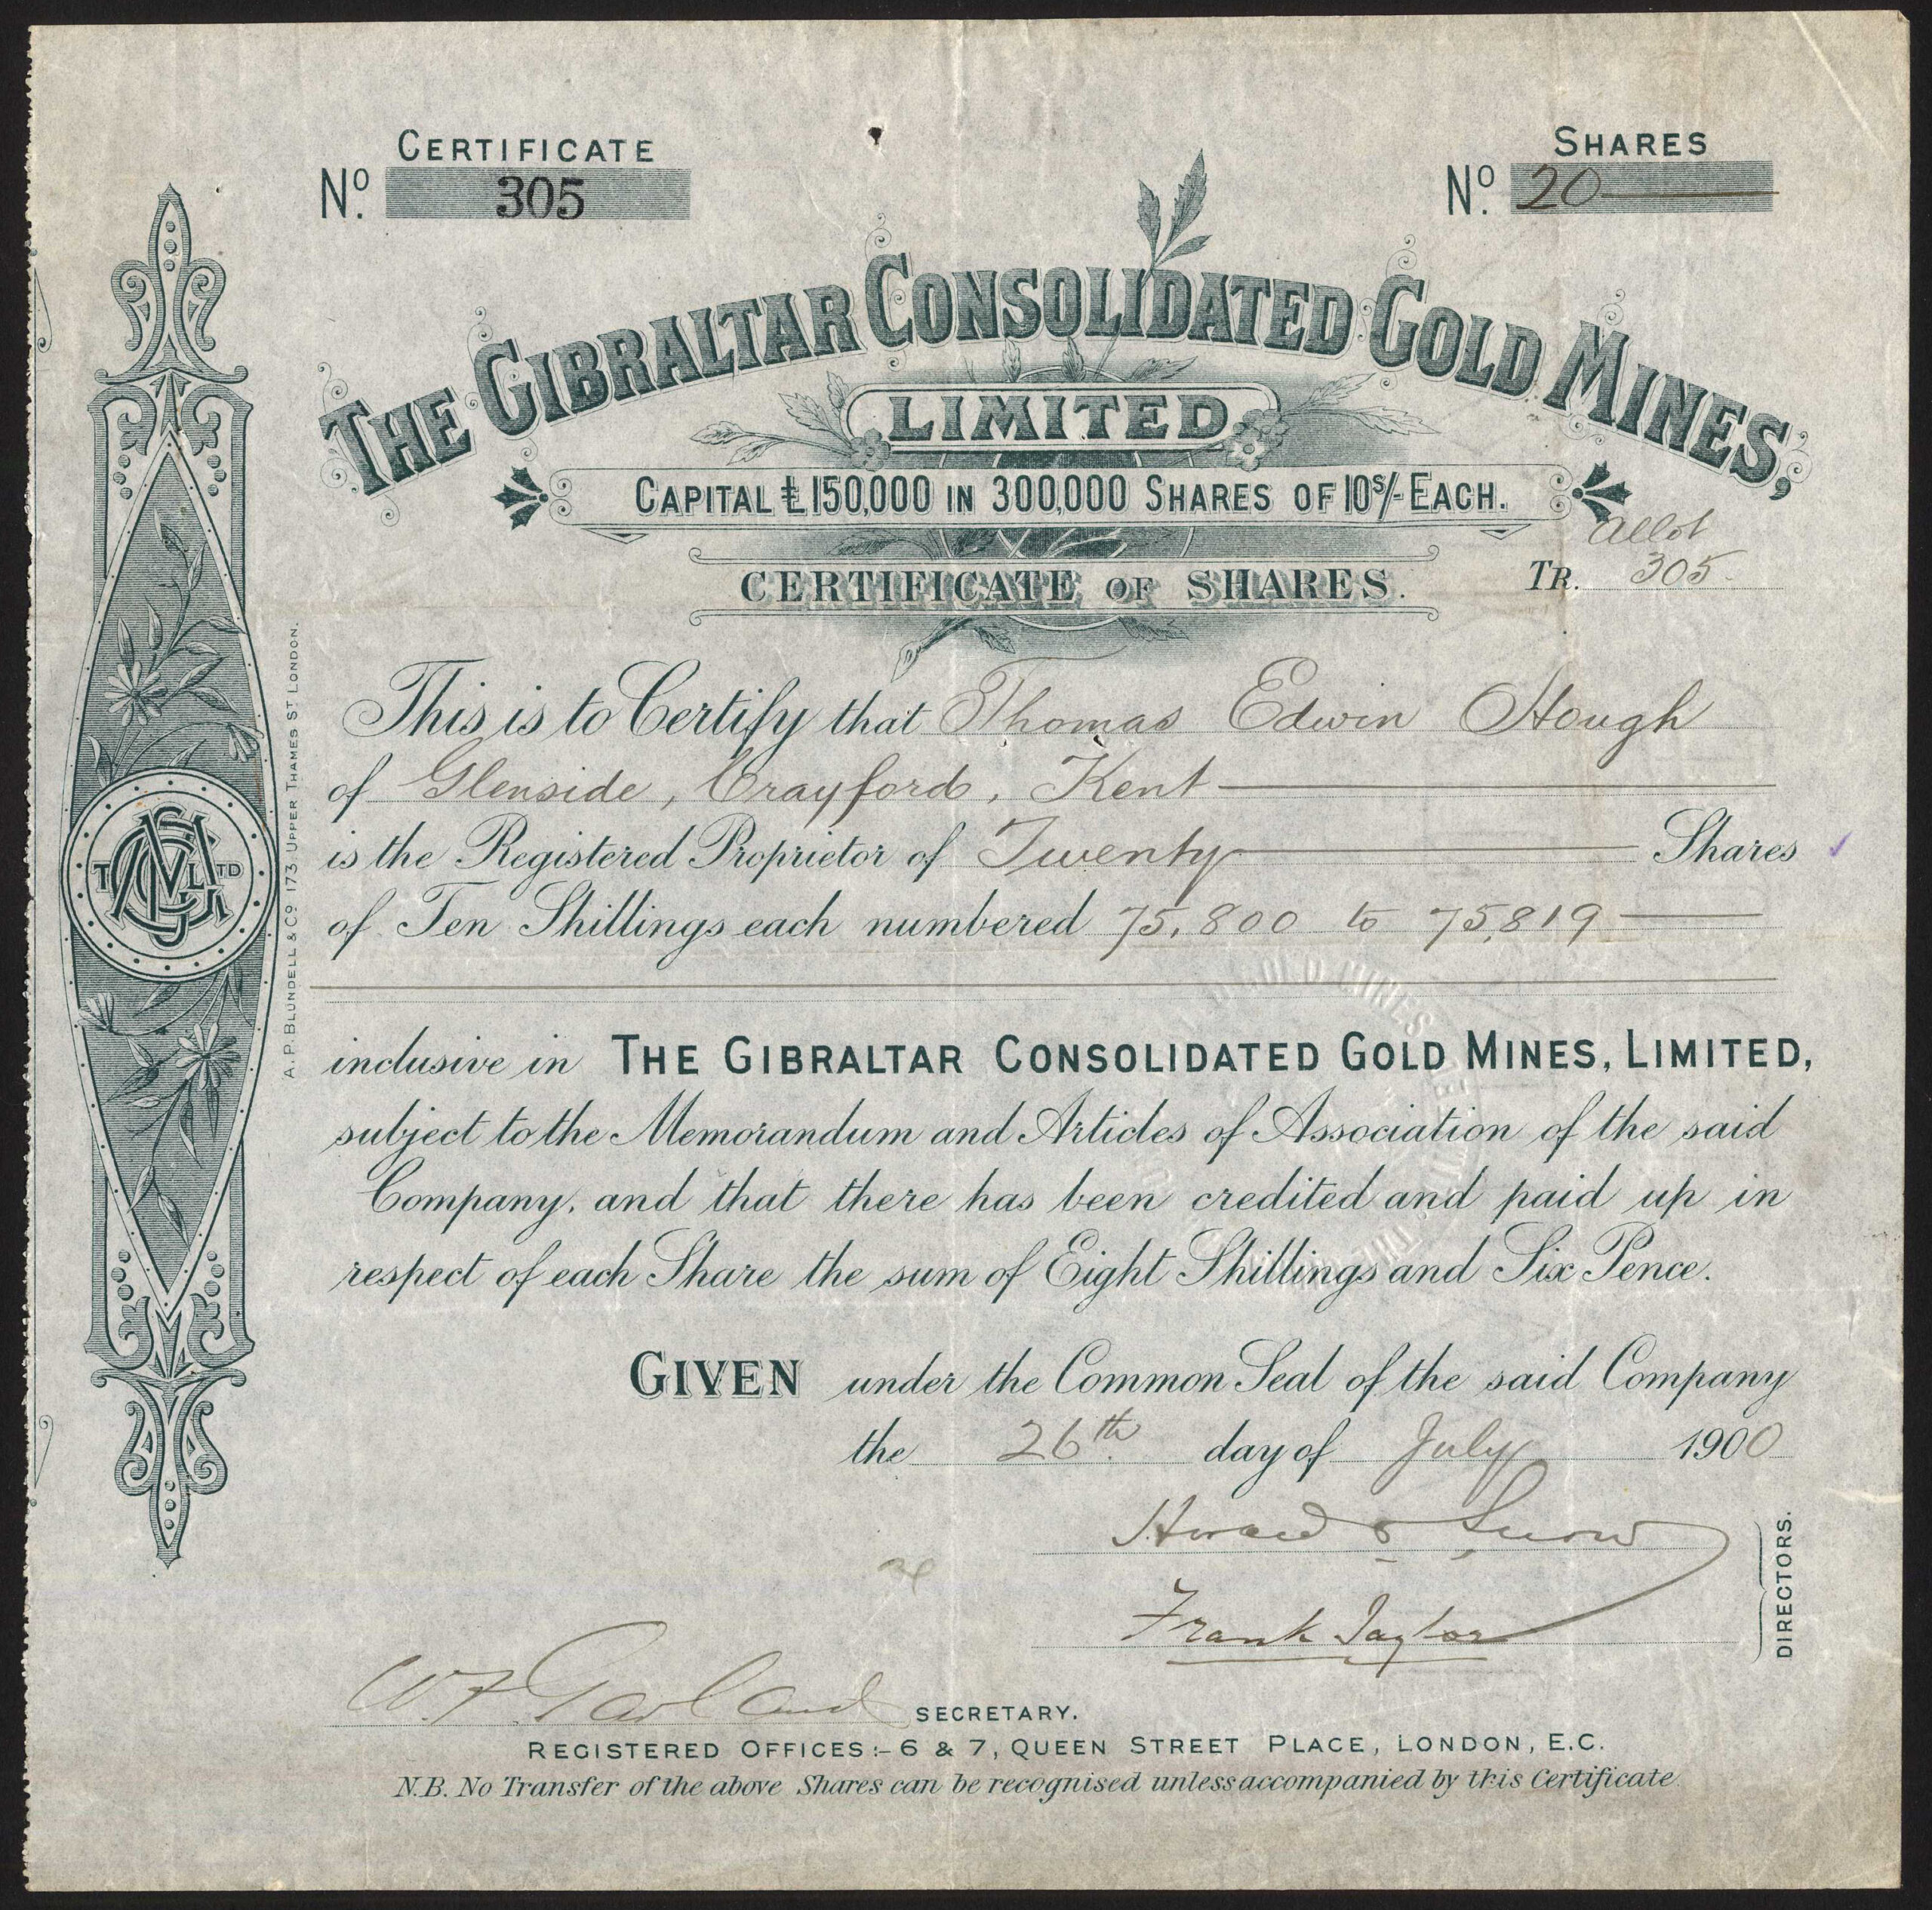 CERTIFICATE
No. 305
SHARES
No. 20
THE GIBRALTAR CONSOLIDATED GOLD MINES,
LIMITED
CAPITAL £150,000 IN 300,000 SHARES OF 10s/- EACH.
Allot
CERTIFICATE OF SHARES.
TR. 305.
This is to Certify that Thomas Edwin Hough
of Glenside, Crayford, Kent
is the Registered Proprietor of Twenty Shares
of Ten Shillings each numbered 75,800 to 75,819
inclusive in THE GIBRALTAR CONSOLIDATED GOLD MINES, LIMITED,
subject to the Memorandum and Articles of Association of the said
Company, and that there has been credited and paid up in
respect of each Share the sum of Eight Shillings and Six Pence.
GIVEN under the Common Seal of the said Company
the 26th day of July 1900
Snow
Frank Taylor
DIRECTORS.
W. F. Garland SECRETARY.
REGISTERED OFFICES:- 6 & 7, QUEEN STREET PLACE, LONDON, E.C.
N.B. No Transfer of the above Shares can be recognised unless accompanied by this Certificate.
A. P. BLUNDELL & CO. 173 UPPER THAMES ST LONDON.
T LTD
GOLD MINES